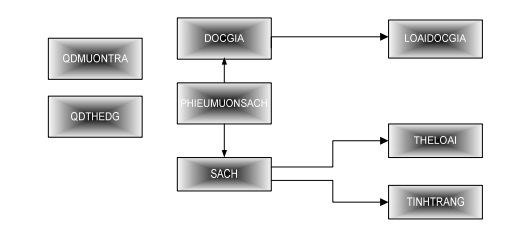 DOCGIA
LOAIDOCGIA
QDMUONTRA
PHIEUMUONSACH
QDTHEDG
THELOAI
SACH
TINHTRANG